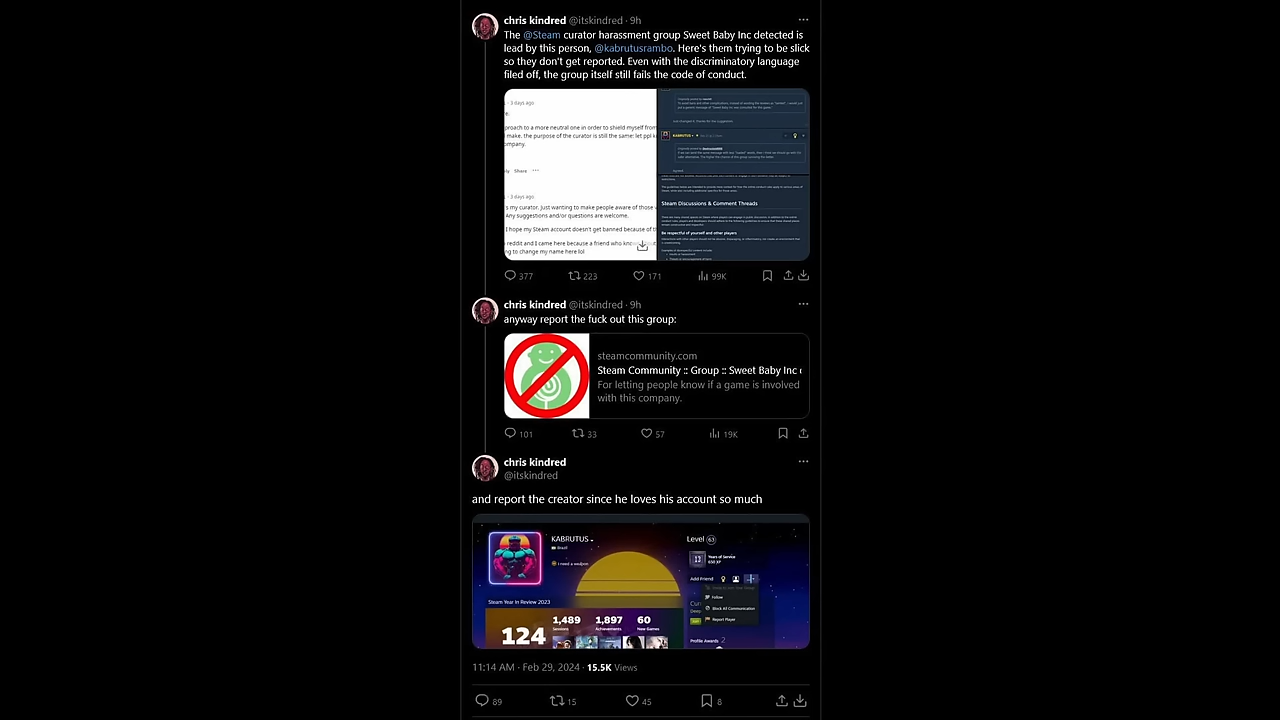 chris kindred @itskindred · 9h
The @Steam curator harassment group Sweet Baby Inc detected is
lead by this person, @kabrutusrambo. Here's them trying to be slick
so they don't get reported. Even with the discriminatory language
filed off, the group itself still fails the code of conduct.
· 3 days ago
proach to a more neutral one in order to shield myself from
make. the purpose of the curator is still the same: let ppl
ompany.
Share ···
· 3 days ago
s my curator. Just wanting to make people aware of those
Any suggestions and/or questions are welcome.
I hope my Steam account doesn't get banned because of
reddit and I came here because a friend who
ng to change my name here lol
KABRUTUS
Steam Discussions & Comment Threads
Be respectful of yourself and other players
377 223 171 99K
chris kindred @itskindred · 9h
anyway report the fuck out this group:
steamcommunity.com
Steam Community :: Group :: Sweet Baby Inc
For letting people know if a game is involved
with this company.
101 33 57 19K
chris kindred
@itskindred
and report the creator since he loves his account so much
KABRUTUS
Brazil
I need a weapon
Level 63
13 Years of Service
650 XP
Add Friend
Follow
Block All Communication
Report Player
Steam Year In Review 2023
124
1,489 1,897 60
Sessions Achievements New Games
Profile Awards 2
11:14 AM · Feb 29, 2024 · 15.5K Views
89 15 45 8